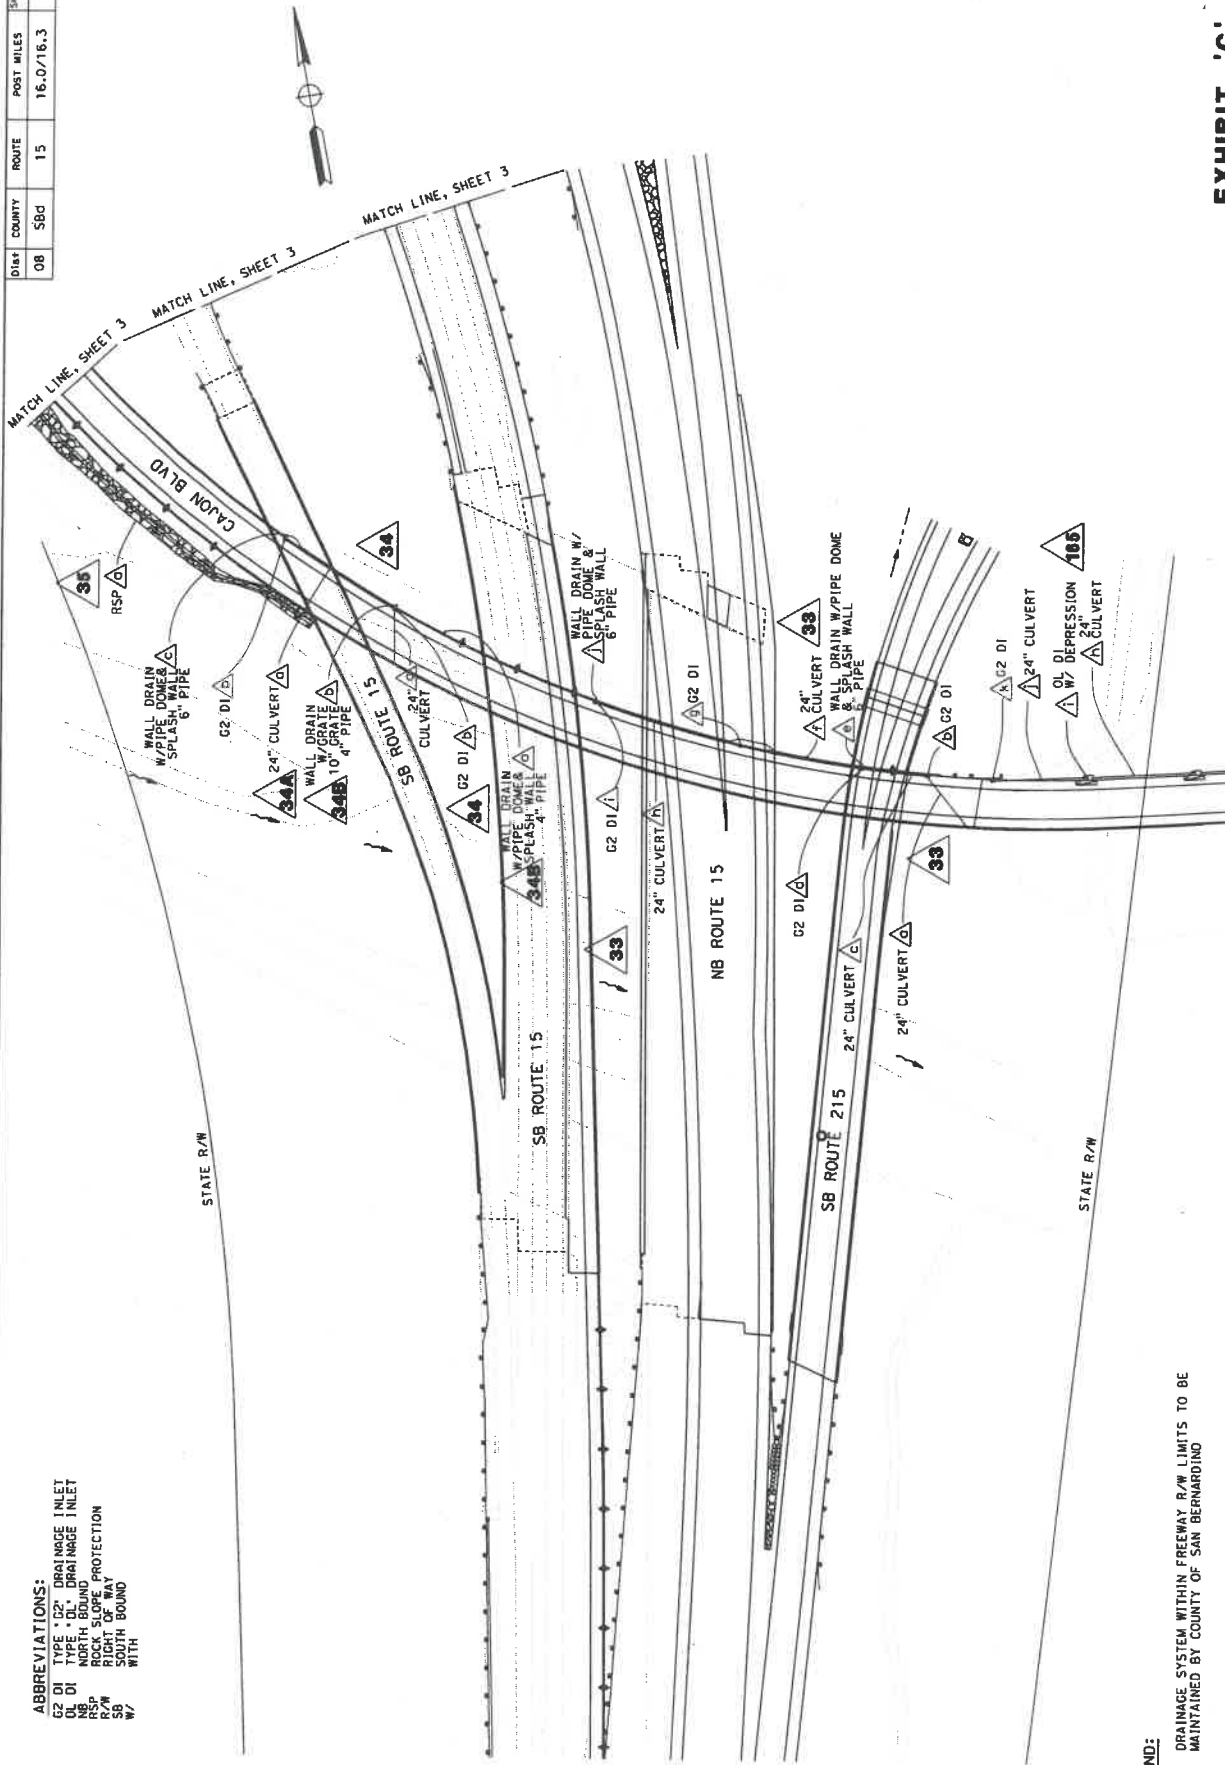 Dist COUNTY ROUTE POST MILES
08 SBd 15 16.0/16.3
MATCH LINE, SHEET 3
MATCH LINE, SHEET 3
MATCH LINE, SHEET 3
CAJON BLVD
35
RSP a
WALL DRAIN
W/PIPE DOME&
SPLASH WALL c
6" PIPE
G2 DI b
24" CULVERT a
34A
WALL DRAIN
W/GRATE b
10" GRATE
4" PIPE
34B
SB ROUTE 15
34
24" a
CULVERT
G2 DI b
34
WALL DRAIN
W/PIPE DOME& a
SPLASH WALL
4" PIPE
34B
WALL DRAIN W/
PIPE DOME &
SPLASH WALL j
6" PIPE
G2 DI i
24" CULVERT h
33
SB ROUTE 15
G2 DI g
NB ROUTE 15
33
24"
CULVERT f
WALL DRAIN W/PIPE DOME
& SPLASH WALL e
6" PIPE
G2 DI d
24" CULVERT c
24" CULVERT a
G2 DI b
33
SB ROUTE 215
G2 DI k
24" CULVERT j
OL DI i
W/ DEPRESSION
24"
CULVERT h
165
STATE R/W
STATE R/W
ABBREVIATIONS:
G2 DI TYPE 'G2' DRAINAGE INLET
OL DI TYPE 'OL' DRAINAGE INLET
NB NORTH BOUND
RSP ROCK SLOPE PROTECTION
R/W RIGHT OF WAY
SB SOUTH BOUND
W/ WITH
ND:
DRAINAGE SYSTEM WITHIN FREEWAY R/W LIMITS TO BE
MAINTAINED BY COUNTY OF SAN BERNARDINO
EXHIBIT